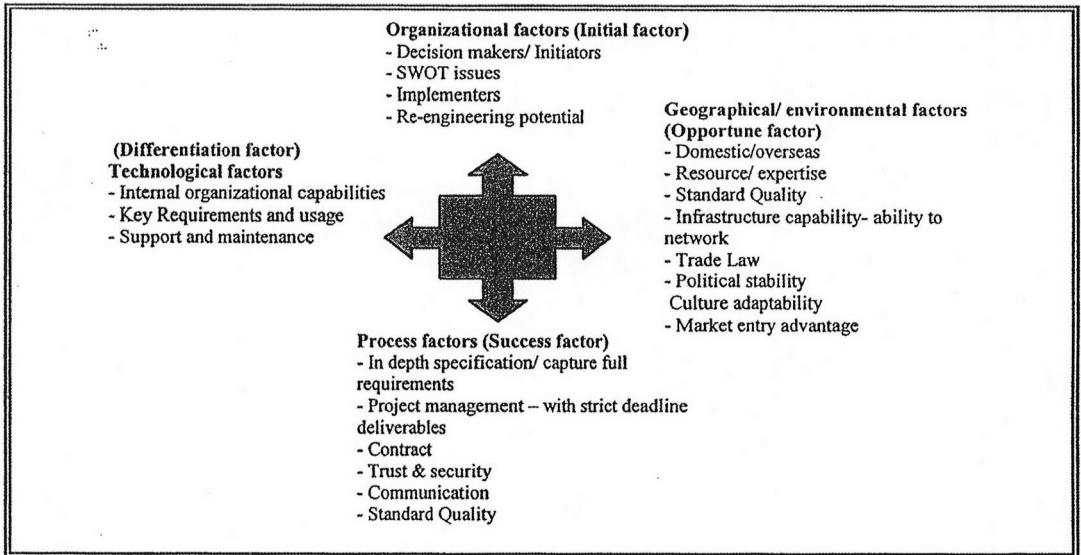 Organizational factors (Initial factor)
- Decision makers/ Initiators
- SWOT issues
- Implementers
- Re-engineering potential
Geographical/ environmental factors
(Opportune factor)
- Domestic/overseas
- Resource/ expertise
- Standard Quality
- Infrastructure capability- ability to
network
- Trade Law
- Political stability
Culture adaptability
- Market entry advantage
(Differentiation factor)
Technological factors
- Internal organizational capabilities
- Key Requirements and usage
- Support and maintenance
Process factors (Success factor)
- In depth specification/ capture full
requirements
- Project management – with strict deadline
deliverables
- Contract
- Trust & security
- Communication
- Standard Quality